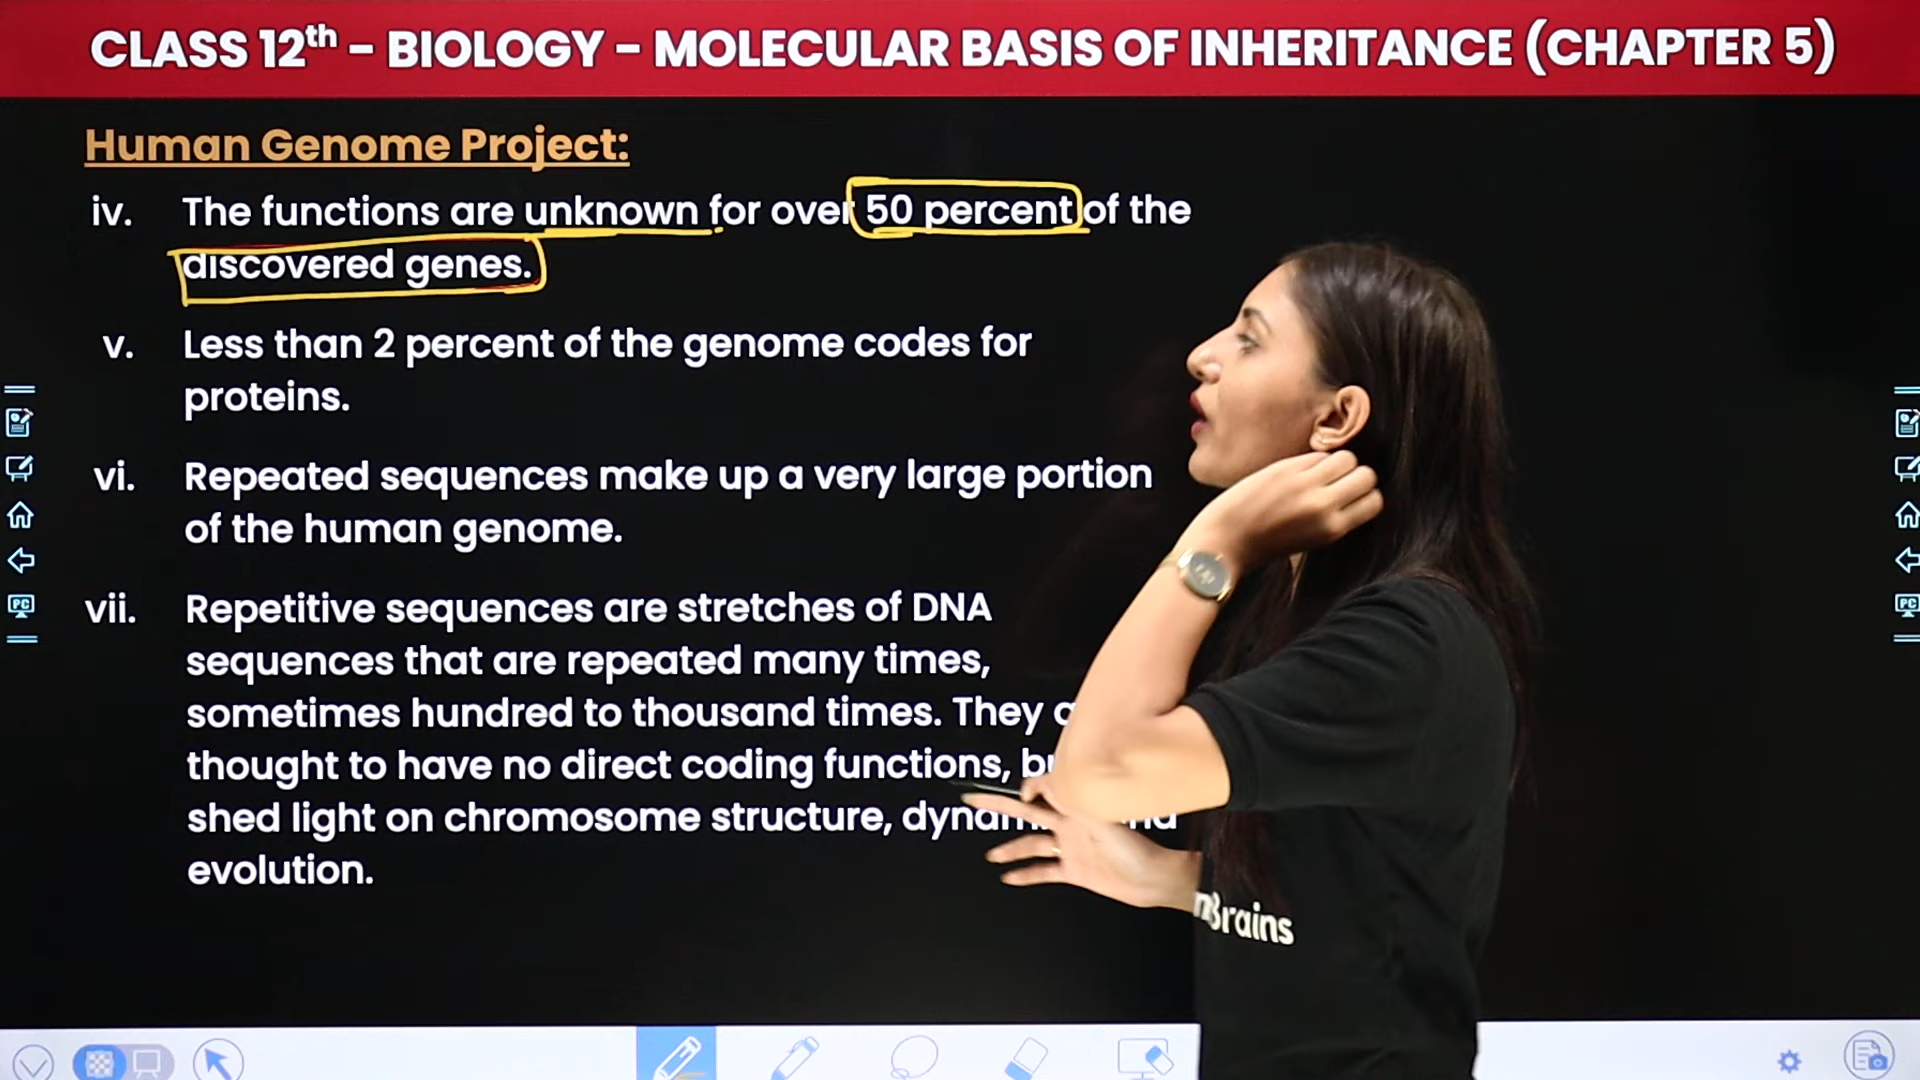 CLASS 12th – BIOLOGY – MOLECULAR BASIS OF INHERITANCE (CHAPTER 5)
Human Genome Project:
iv. The functions are unknown for over 50 percent of the
discovered genes.
v. Less than 2 percent of the genome codes for
proteins.
vi. Repeated sequences make up a very large portion
of the human genome.
vii. Repetitive sequences are stretches of DNA
sequences that are repeated many times,
sometimes hundred to thousand times. They
thought to have no direct coding functions,
shed light on chromosome structure,
evolution.
nBrains
PC
PC